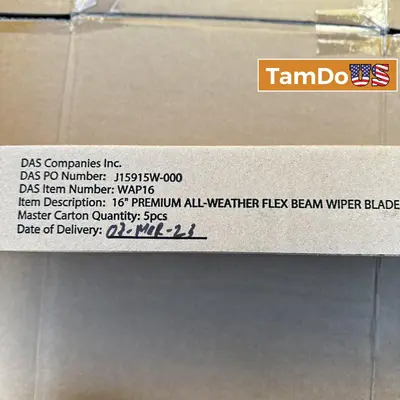 TamDoUS
DAS Companies Inc.
DAS PO Number: J15915W-000
DAS Item Number: WAP16
Item Description: 16" PREMIUM ALL-WEATHER FLEX BEAM WIPER BLADE
Master Carton Quantity: 5pcs
Date of Delivery: 03-MAR-23